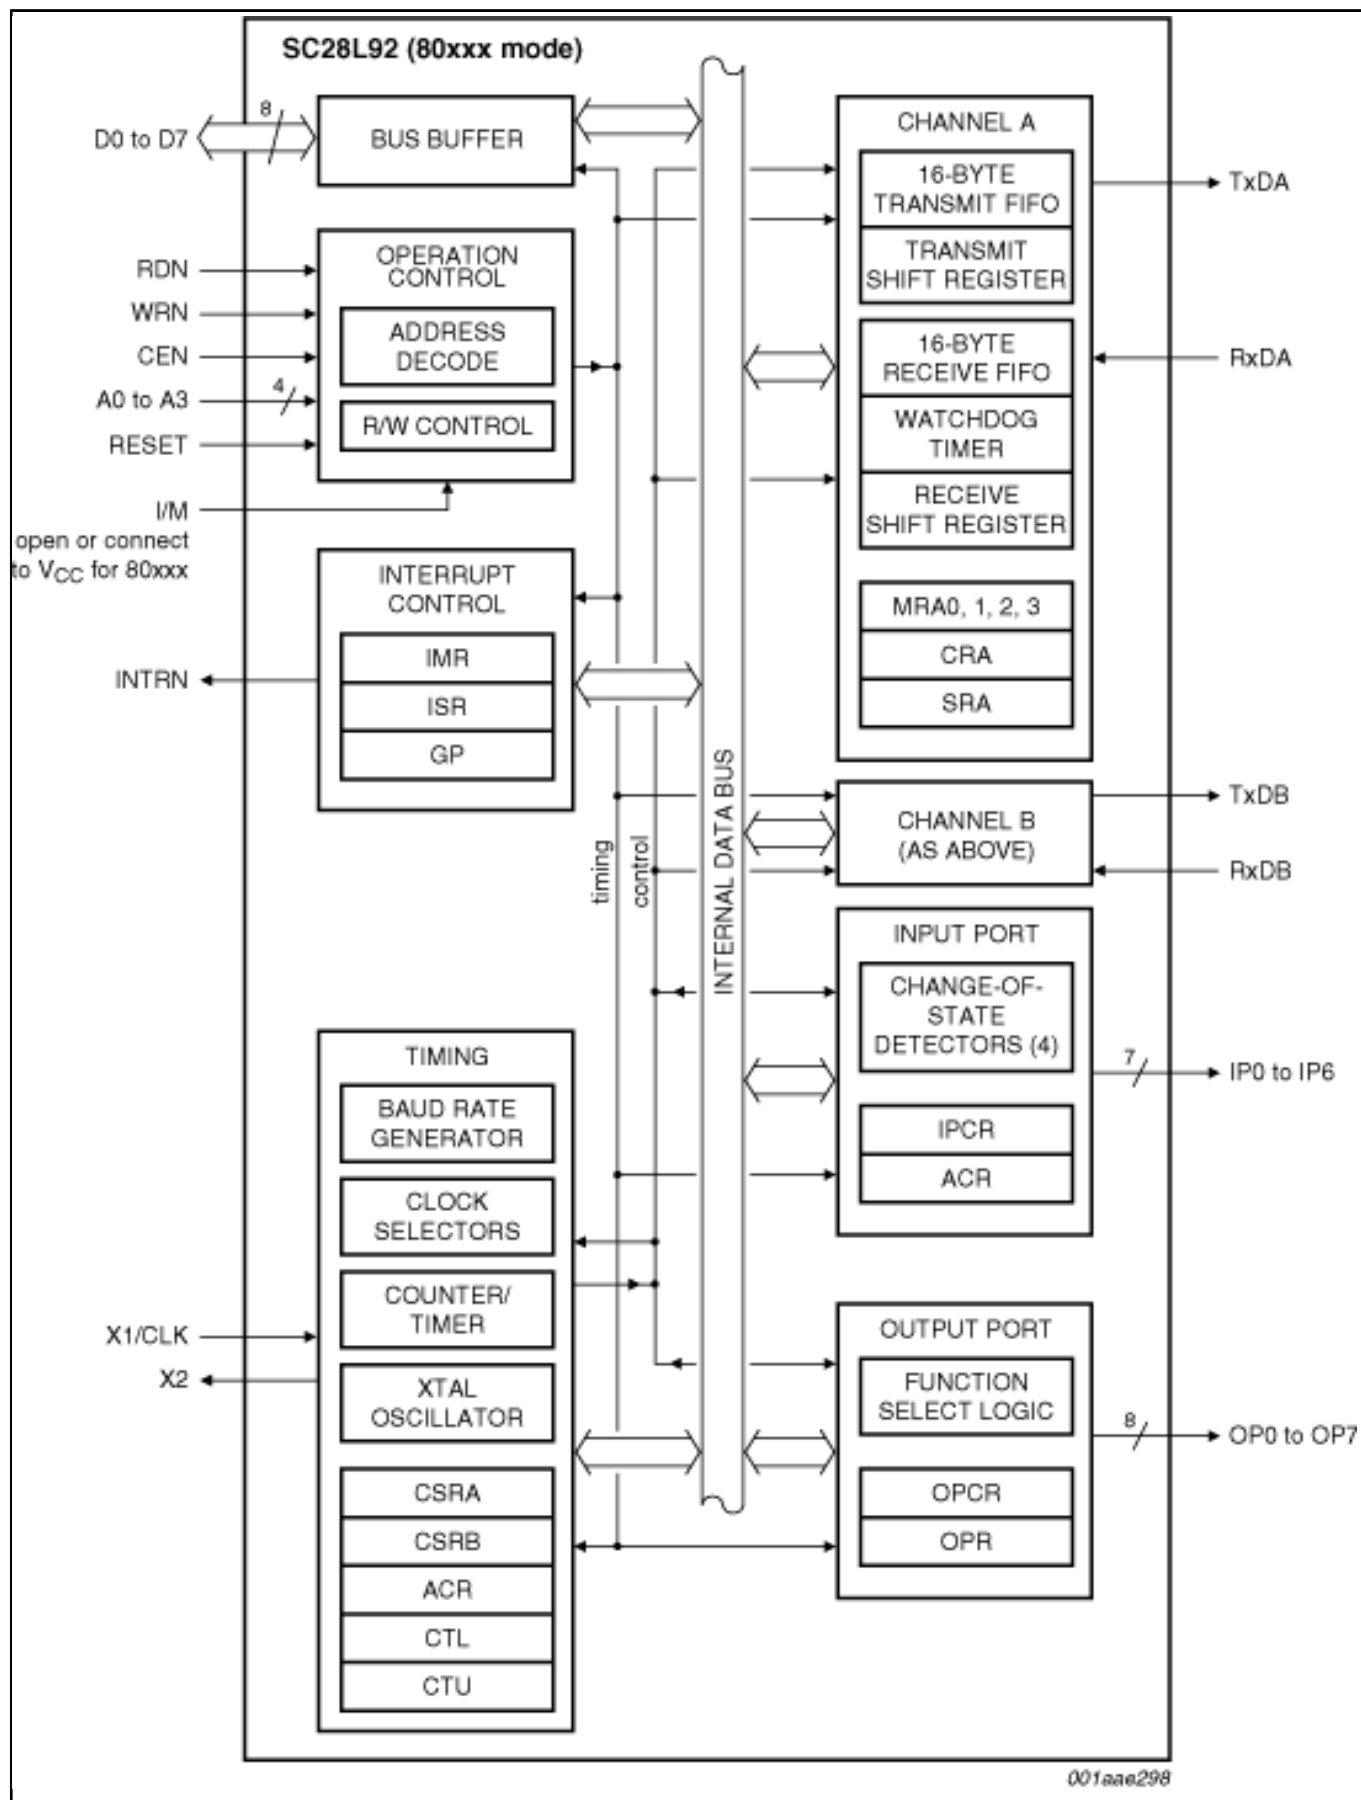 SC28L92 (80xxx mode)
D0 to D7
8
BUS BUFFER
RDN
WRN
CEN
A0 to A3
4
RESET
OPERATION
CONTROL
ADDRESS
DECODE
R/W CONTROL
I/M
open or connect
to VCC for 80xxx
INTERRUPT
CONTROL
IMR
ISR
GP
INTRN
timing
control
INTERNAL DATA BUS
TIMING
BAUD RATE
GENERATOR
CLOCK
SELECTORS
COUNTER/
TIMER
XTAL
OSCILLATOR
CSRA
CSRB
ACR
CTL
CTU
X1/CLK
X2
CHANNEL A
16-BYTE
TRANSMIT FIFO
TRANSMIT
SHIFT REGISTER
16-BYTE
RECEIVE FIFO
WATCHDOG
TIMER
RECEIVE
SHIFT REGISTER
MRA0, 1, 2, 3
CRA
SRA
TxDA
RxDA
CHANNEL B
(AS ABOVE)
TxDB
RxDB
INPUT PORT
CHANGE-OF-
STATE
DETECTORS (4)
IPCR
ACR
7
IP0 to IP6
OUTPUT PORT
FUNCTION
SELECT LOGIC
OPCR
OPR
8
OP0 to OP7
001aae298